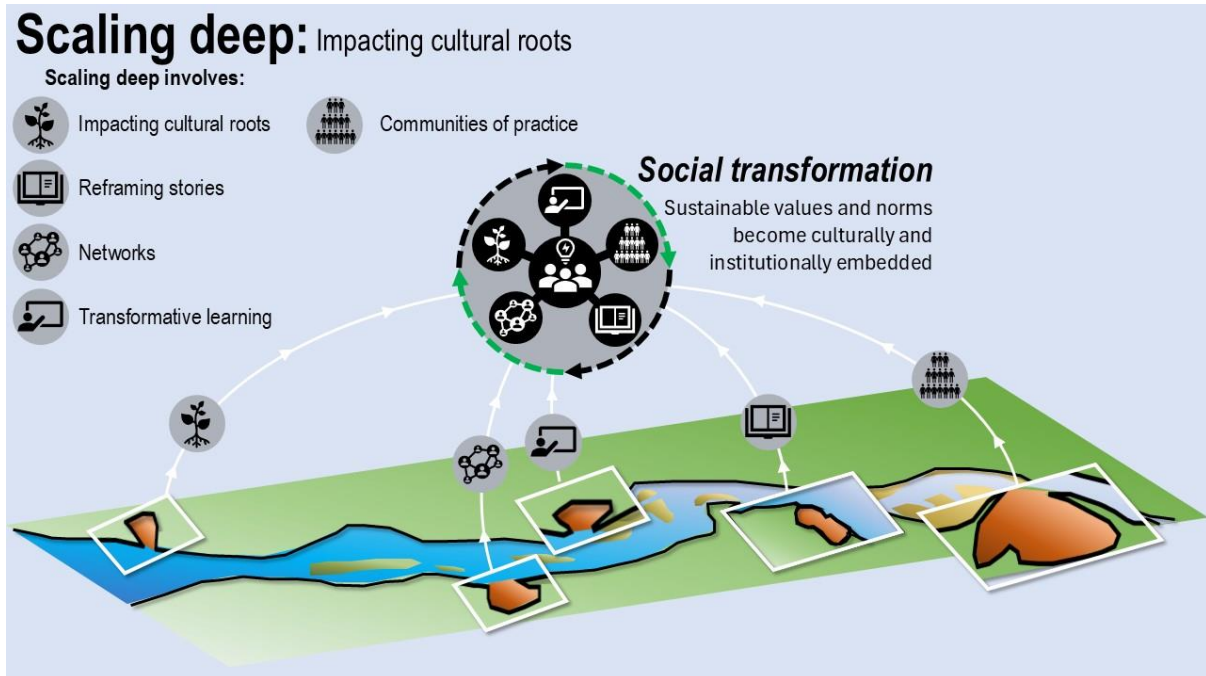 Scaling deep: Impacting cultural roots
Scaling deep involves:
Impacting cultural roots
Communities of practice
Reframing stories
Networks
Transformative learning
Social transformation
Sustainable values and norms
become culturally and
institutionally embedded